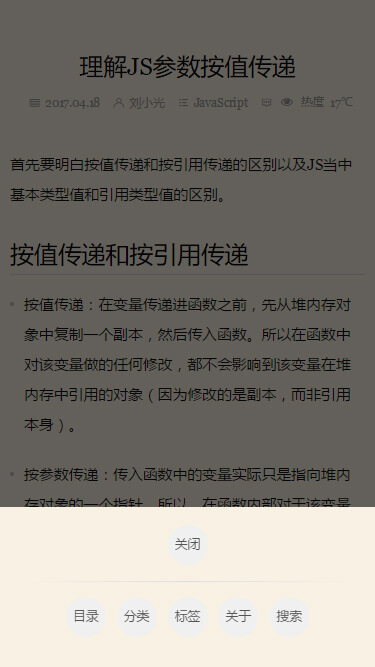 理解JS参数按值传递
2017.04.18 刘小光 JavaScript 热度 17℃
首先要明白按值传递和按引用传递的区别以及JS当中
基本类型值和引用类型值的区别。
按值传递和按引用传递
按值传递：在变量传递进函数之前，先从堆内存对
象中复制一个副本，然后传入函数。所以在函数中
对该变量做的任何修改，都不会影响到该变量在堆
内存中引用的对象（因为修改的是副本，而非引用
本身）。
按参数传递：传入函数中的变量实际只是指向堆内
存对象的一个指针，所以，在函数内部对于该变量
关闭
目录 分类 标签 关于 搜索